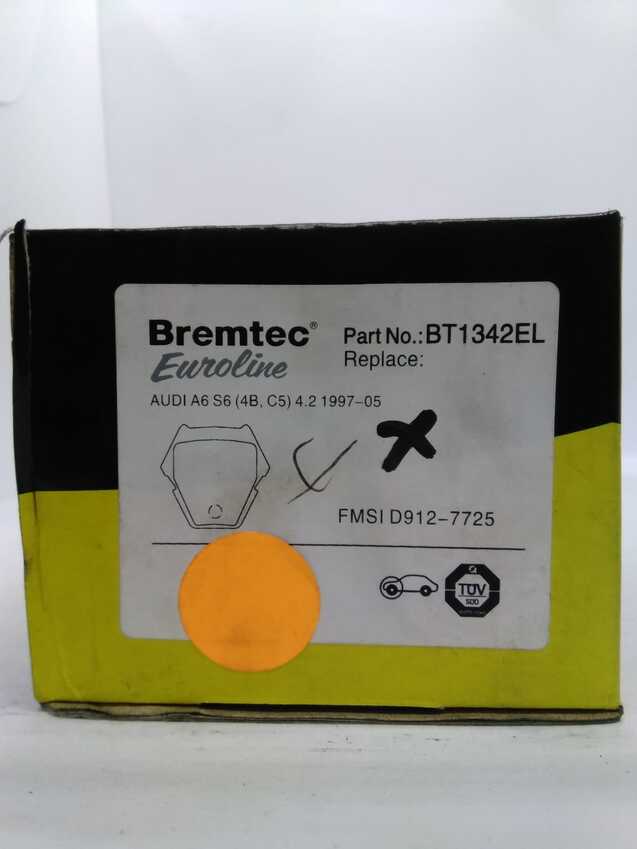 Bremtec®
Euroline
Part No.:BT1342EL
Replace:
AUDI A6 S6 (4B, C5) 4.2 1997-05
FMSI D912-7725
TÜV
SÜD